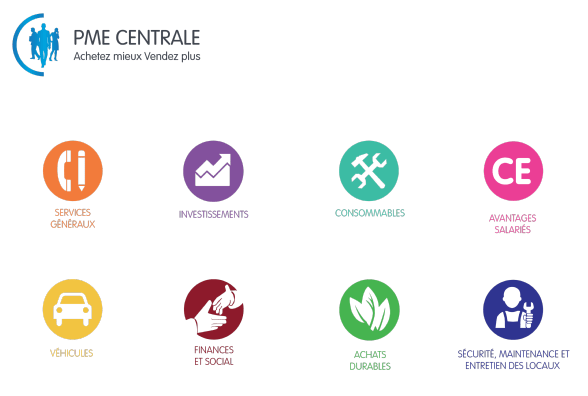 PME CENTRALE
Achetez mieux Vendez plus
SERVICES
GÉNÉRAUX
INVESTISSEMENTS
CONSOMMABLES
CE
AVANTAGES
SALARIÉS
VÉHICULES
FINANCES
ET SOCIAL
ACHATS
DURABLES
SÉCURITÉ, MAINTENANCE ET
ENTRETIEN DES LOCAUX